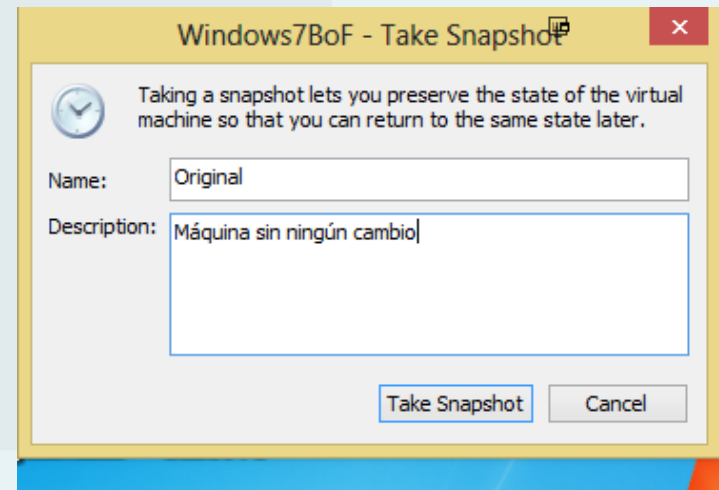 Windows7BoF - Take Snapshot
Taking a snapshot lets you preserve the state of the virtual
machine so that you can return to the same state later.
Name:
Original
Description:
Máquina sin ningún cambio
Take Snapshot
Cancel